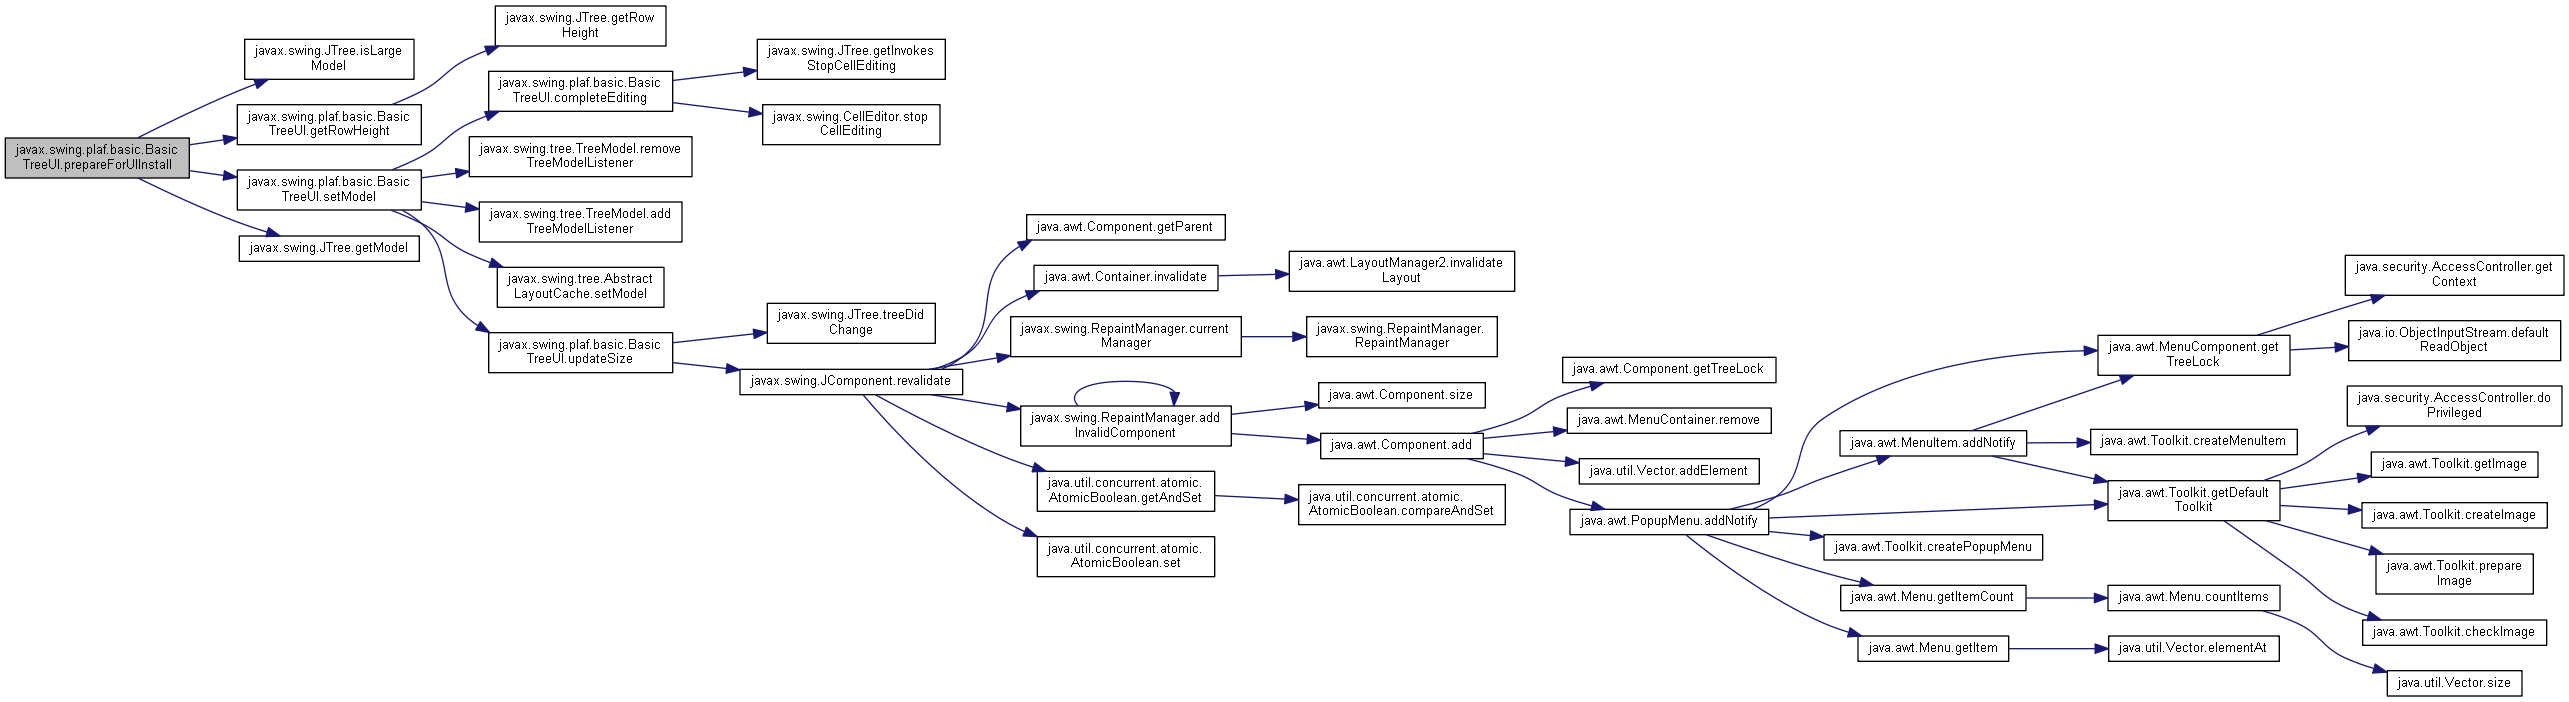 javax.swing.plaf.basic.Basic
TreeUI.prepareForUIInstall
javax.swing.JTree.isLarge
Model
javax.swing.plaf.basic.Basic
TreeUI.getRowHeight
javax.swing.plaf.basic.Basic
TreeUI.setModel
javax.swing.JTree.getModel
javax.swing.JTree.getRow
Height
javax.swing.plaf.basic.Basic
TreeUI.completeEditing
javax.swing.tree.TreeModel.remove
TreeModelListener
javax.swing.tree.TreeModel.add
TreeModelListener
javax.swing.tree.Abstract
LayoutCache.setModel
javax.swing.plaf.basic.Basic
TreeUI.updateSize
javax.swing.JTree.getInvokes
StopCellEditing
javax.swing.CellEditor.stop
CellEditing
javax.swing.JTree.treeDid
Change
javax.swing.JComponent.revalidate
java.awt.Component.getParent
java.awt.Container.invalidate
javax.swing.RepaintManager.current
Manager
javax.swing.RepaintManager.add
InvalidComponent
java.util.concurrent.atomic.
AtomicBoolean.getAndSet
java.util.concurrent.atomic.
AtomicBoolean.set
java.awt.LayoutManager2.invalidate
Layout
javax.swing.RepaintManager.
RepaintManager
java.awt.Component.size
java.awt.Component.add
java.util.concurrent.atomic.
AtomicBoolean.compareAndSet
java.awt.Component.getTreeLock
java.awt.MenuContainer.remove
java.util.Vector.addElement
java.awt.PopupMenu.addNotify
java.awt.MenuItem.addNotify
java.awt.Toolkit.createPopupMenu
java.awt.Menu.getItemCount
java.awt.Menu.getItem
java.awt.MenuComponent.get
TreeLock
java.awt.Toolkit.createMenuItem
java.awt.Toolkit.getDefault
Toolkit
java.awt.Menu.countItems
java.util.Vector.elementAt
java.security.AccessController.get
Context
java.io.ObjectInputStream.default
ReadObject
java.security.AccessController.do
Privileged
java.awt.Toolkit.getImage
java.awt.Toolkit.createImage
java.awt.Toolkit.prepare
Image
java.awt.Toolkit.checkImage
java.util.Vector.size